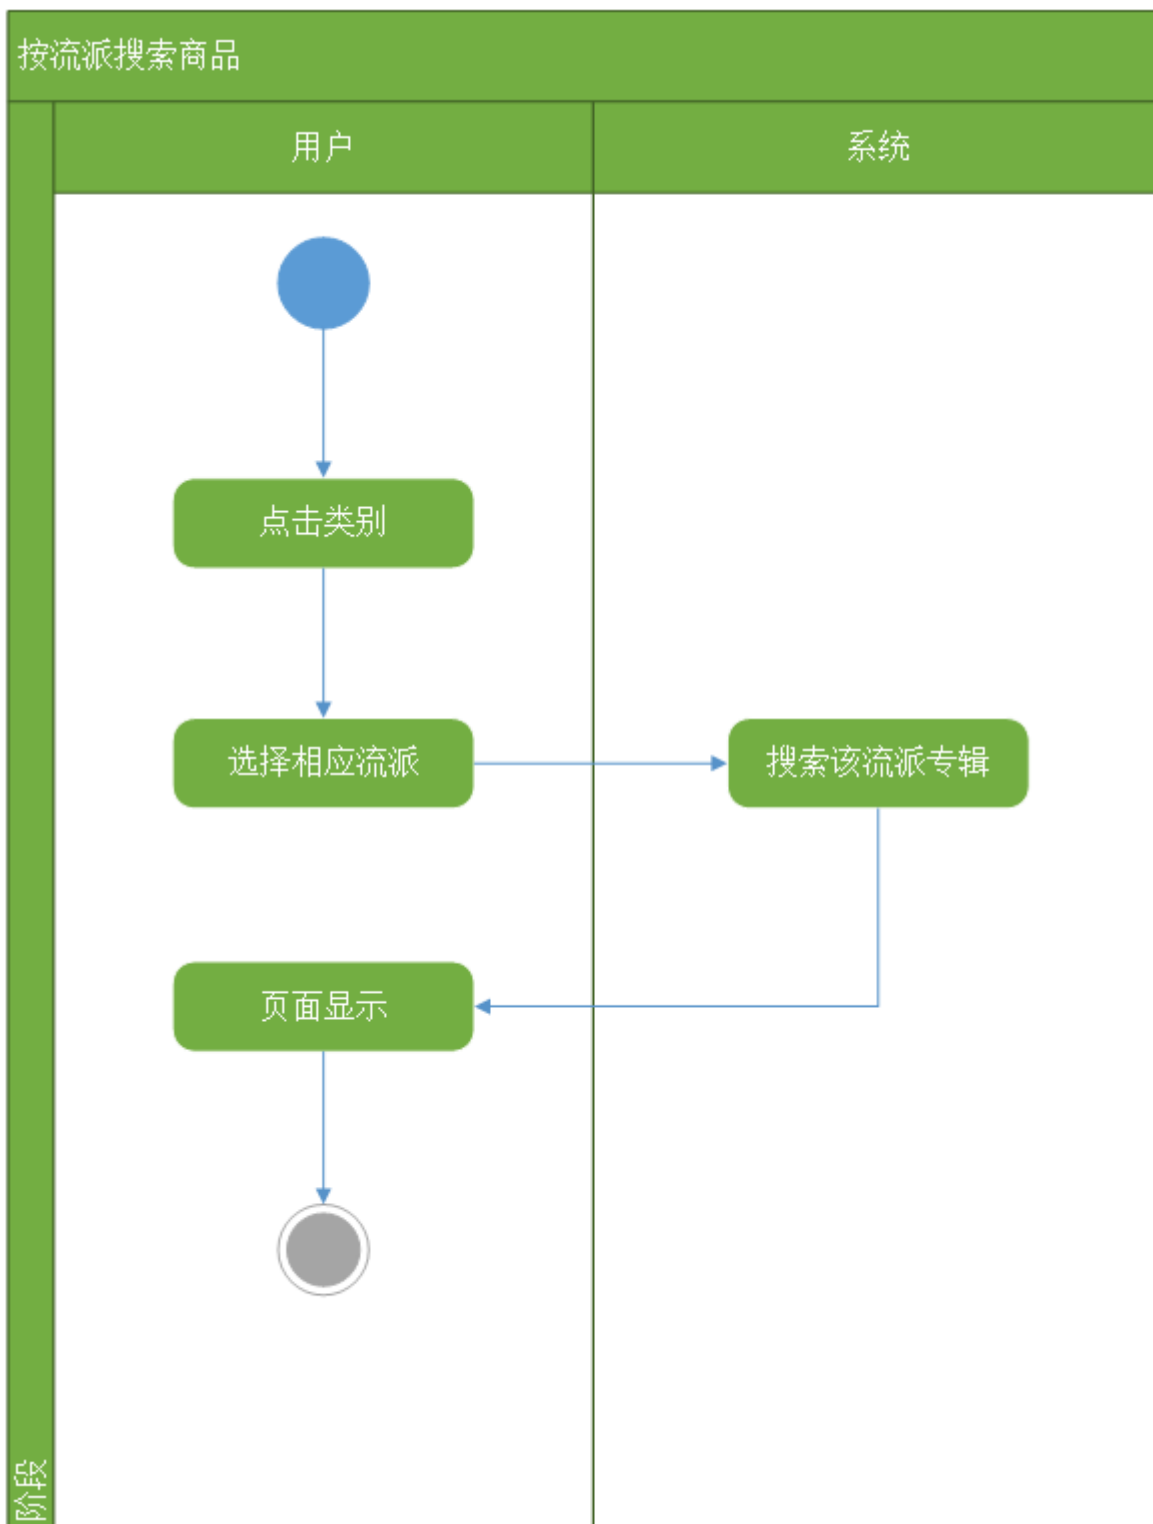 按流派搜索商品
用户
系统
点击类别
选择相应流派
搜索该流派专辑
页面显示
阶段